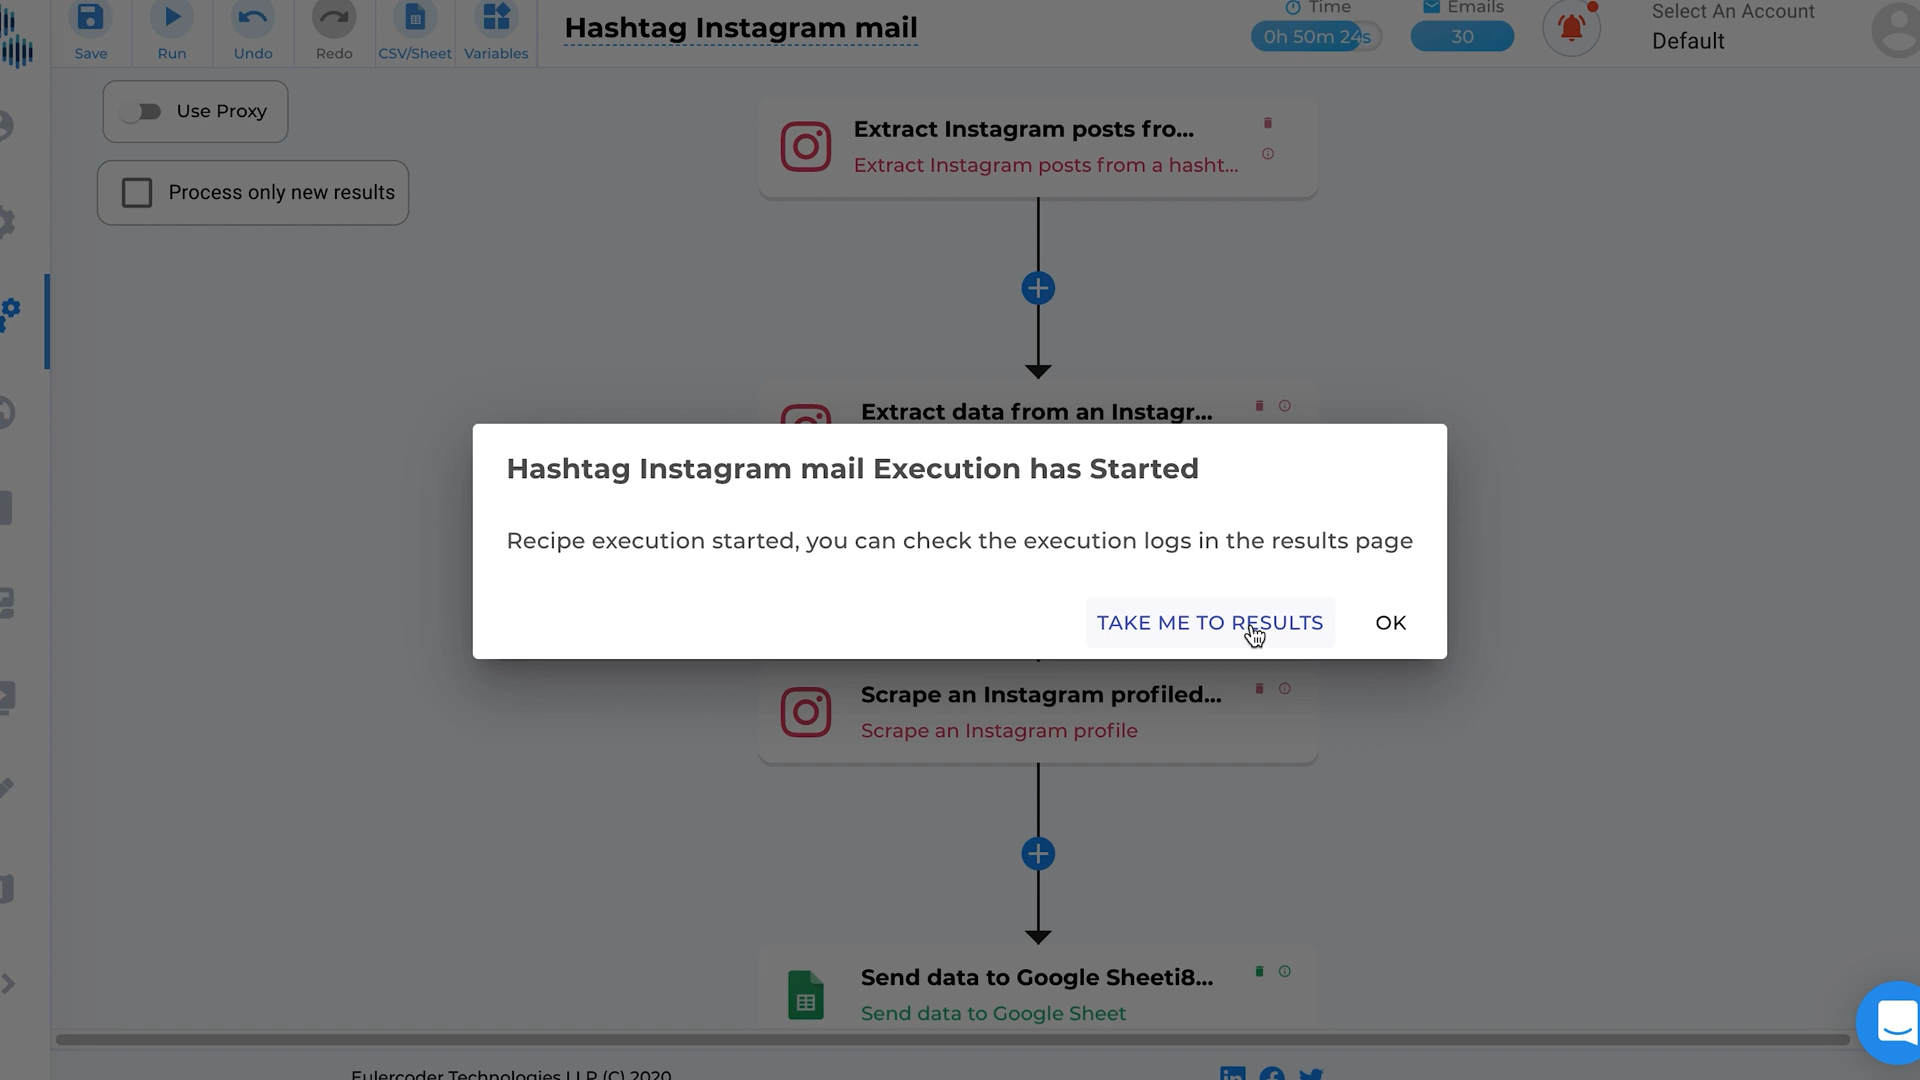 Save
Run
Undo
Redo
CSV/Sheet
Variables
Hashtag Instagram mail
Time
0h 50m 24s
Emails
30
Select An Account
Default
Use Proxy
Process only new results
Extract Instagram posts fro...
Extract Instagram posts from a hasht...
Extract data from an Instagr...
Hashtag Instagram mail Execution has Started
Recipe execution started, you can check the execution logs in the results page
TAKE ME TO RESULTS
OK
Scrape an Instagram profiled...
Scrape an Instagram profile
Send data to Google Sheeti8...
Send data to Google Sheet
Eulercoder Technologies LLP (C) 2020